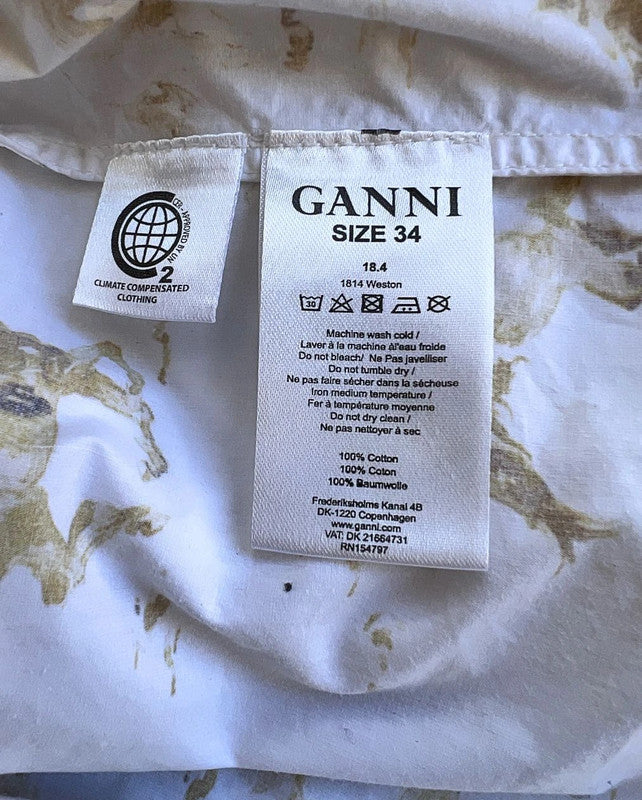 CER - APPROVED BY UN
2
CLIMATE COMPENSATED
CLOTHING
GANNI
SIZE 34
18.4
1814 Weston
30
Machine wash cold /
Laver à la machine àl'eau froide
Do not bleach/ Ne Pas javelliser
Do not tumble dry /
Ne pas faire sécher dans la sécheuse
Iron medium temperature /
Fer à température moyenne
Do not dry clean /
Ne pas nettoyer à sec
100% Cotton
100% Coton
100% Baumwolle
Frederiksholms Kanal 4B
DK-1220 Copenhagen
www.ganni.com
VAT: DK 21664731
RN154797